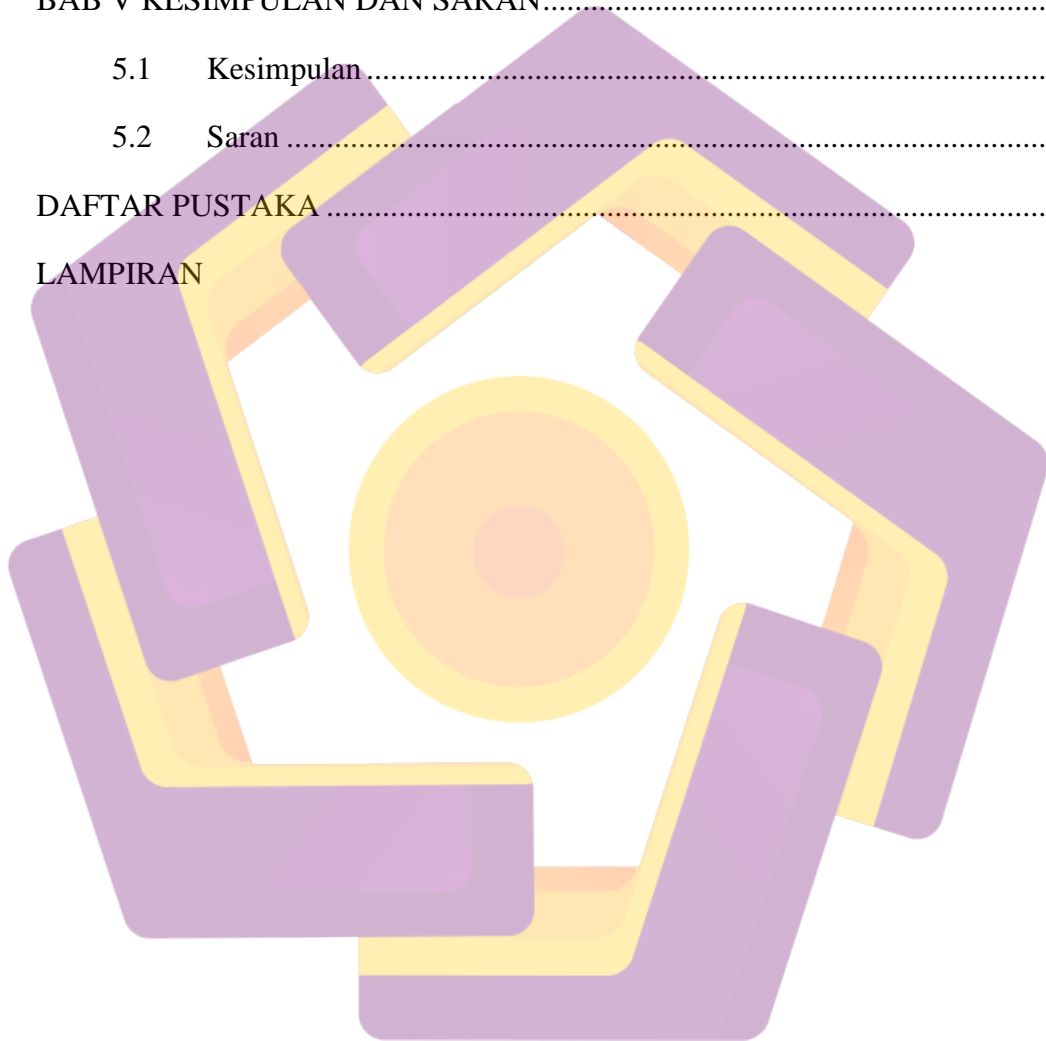 BAB V KESIMPULAN DAN SARAN..............................................................
5.1 Kesimpulan....................................................................................
5.2 Saran ..............................................................................................
DAFTAR PUSTAKA .........................................................................................
LAMPIRAN